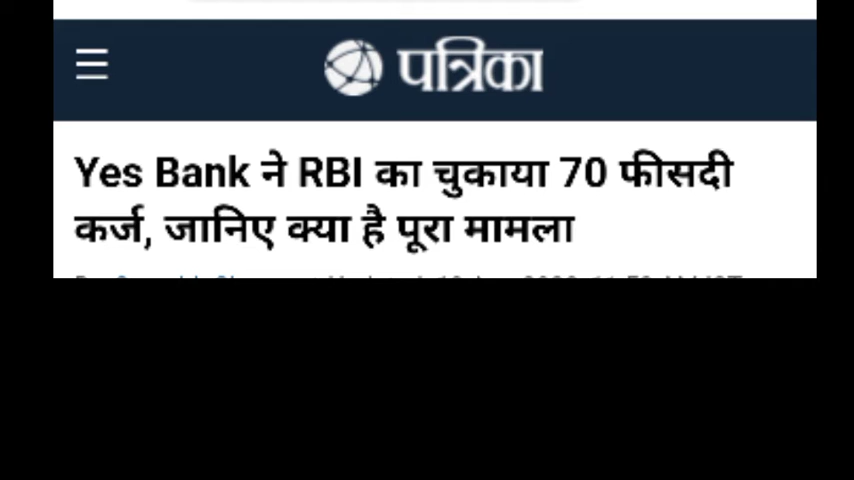 पत्रिका
Yes Bank ने RBI का चुकाया 70 फीसदी
कर्ज, जानिए क्या है पूरा मामला